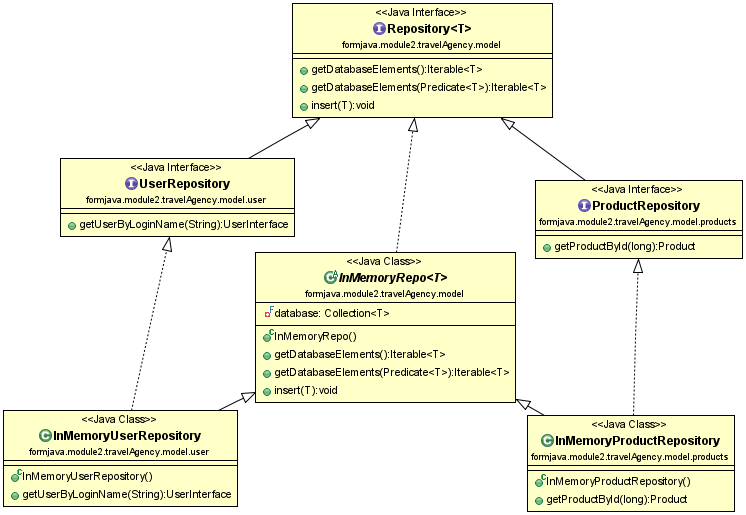 <<Java Interface>>
Repository<T>
formjava.module2.travelAgency.model
getDatabaseElements():Iterable<T>
getDatabaseElements(Predicate<T>):Iterable<T>
insert(T):void
<<Java Interface>>
UserRepository
formjava.module2.travelAgency.model.user
getUserByLoginName(String):UserInterface
<<Java Interface>>
ProductRepository
formjava.module2.travelAgency.model.products
getProductById(long):Product
<<Java Class>>
InMemoryRepo<T>
formjava.module2.travelAgency.model
database: Collection<T>
InMemoryRepo()
getDatabaseElements():Iterable<T>
getDatabaseElements(Predicate<T>):Iterable<T>
insert(T):void
<<Java Class>>
InMemoryUserRepository
formjava.module2.travelAgency.model.user
InMemoryUserRepository()
getUserByLoginName(String):UserInterface
<<Java Class>>
InMemoryProductRepository
formjava.module2.travelAgency.model.products
InMemoryProductRepository()
getProductById(long):Product